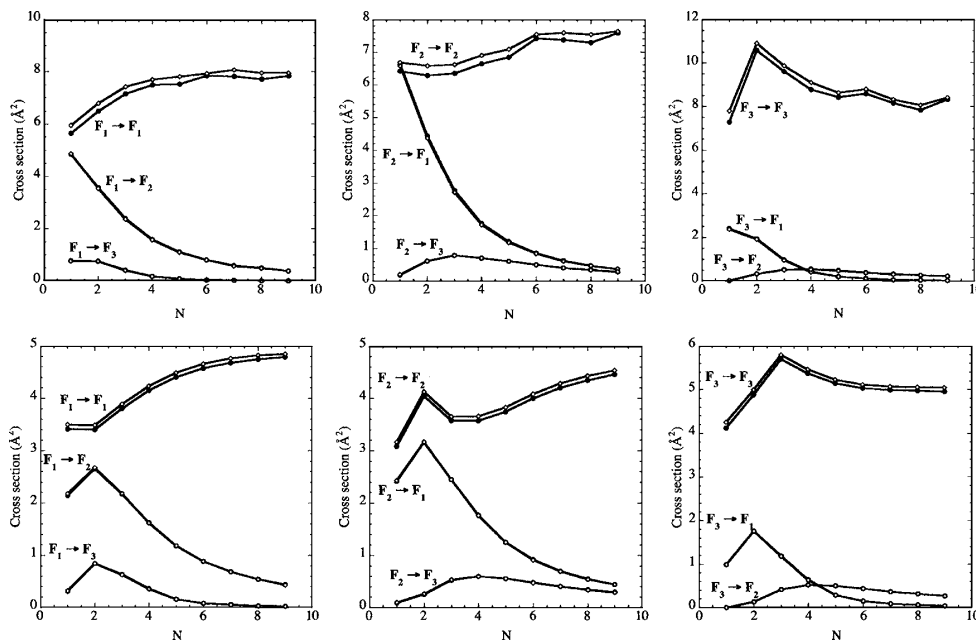 10
8
6
4
2
0
Cross section (Å²)
F₁ → F₁
F₁ → F₂
F₁ → F₃
0 2 4 6 8 10
N
8
7
6
5
4
3
2
1
0
Cross section (Å²)
F₂ → F₂
F₂ → F₁
F₂ → F₃
0 2 4 6 8 10
N
12
10
8
6
4
2
0
Cross section (Å²)
F₃ → F₃
F₃ → F₁
F₃ → F₂
0 2 4 6 8 10
N
5
4
3
2
1
0
Cross section (Å²)
F₁ → F₁
F₁ → F₂
F₁ → F₃
0 2 4 6 8 10
N
5
4
3
2
1
0
Cross section (Å²)
F₂ → F₂
F₂ → F₁
F₂ → F₃
0 2 4 6 8 10
N
6
5
4
3
2
1
0
Cross section (Å²)
F₃ → F₃
F₃ → F₁
F₃ → F₂
0 2 4 6 8 10
N